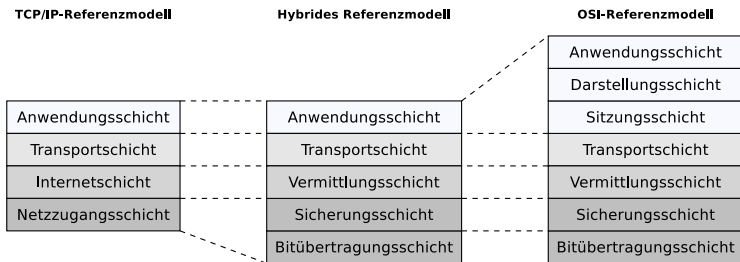 TCP/IP-Referenzmodell
Anwendungsschicht
Transportschicht
Internetschicht
Netzzugangsschicht
Hybrides Referenzmodell
Anwendungsschicht
Transportschicht
Vermittlungsschicht
Sicherungsschicht
Bitübertragungsschicht
OSI-Referenzmodell
Anwendungsschicht
Darstellungsschicht
Sitzungsschicht
Transportschicht
Vermittlungsschicht
Sicherungsschicht
Bitübertragungsschicht